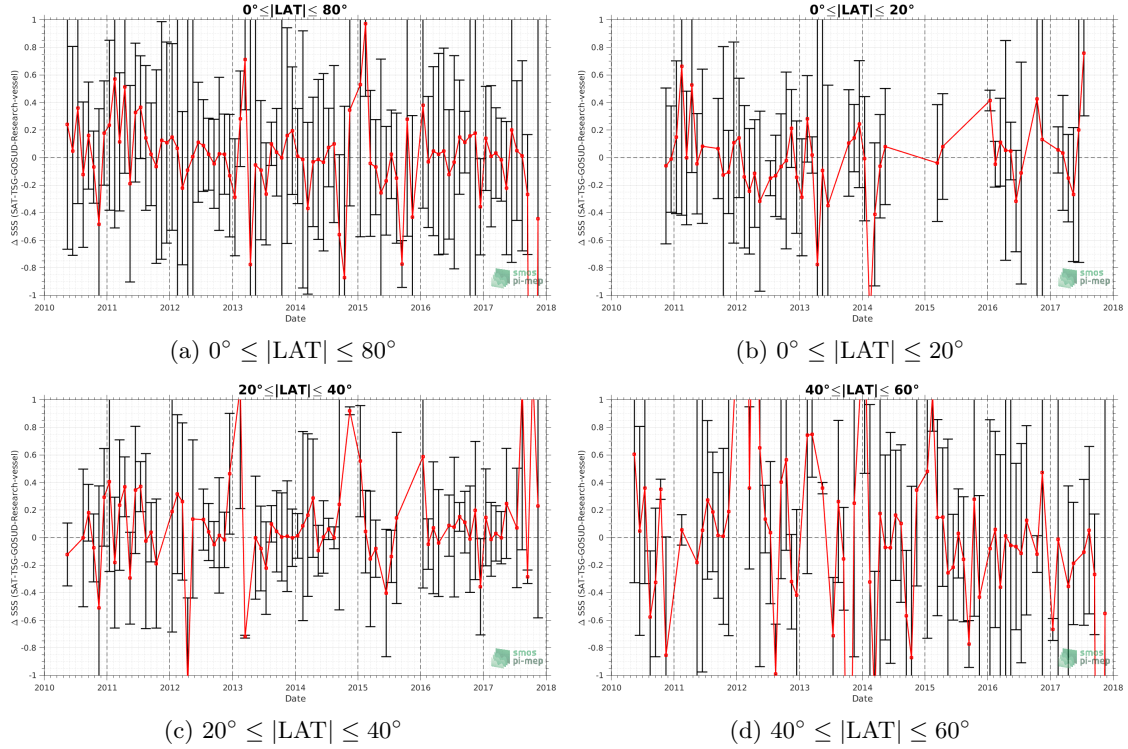 0°≤|LAT|≤ 80°
Δ SSS (SAT-TSG-GOSUD-Research-vessel)
1
0.8
0.6
0.4
0.2
0
-0.2
-0.4
-0.6
-0.8
-1
2010 2011 2012 2013 2014 2015 2016 2017 2018
Date
smos
pi-mep
(a) 0° ≤ |LAT| ≤ 80°
0°≤|LAT|≤ 20°
Δ SSS (SAT-TSG-GOSUD-Research-vessel)
1
0.8
0.6
0.4
0.2
0
-0.2
-0.4
-0.6
-0.8
-1
2010 2011 2012 2013 2014 2015 2016 2017 2018
Date
smos
pi-mep
(b) 0° ≤ |LAT| ≤ 20°
20°≤|LAT|≤ 40°
Δ SSS (SAT-TSG-GOSUD-Research-vessel)
1
0.8
0.6
0.4
0.2
0
-0.2
-0.4
-0.6
-0.8
-1
2010 2011 2012 2013 2014 2015 2016 2017 2018
Date
smos
pi-mep
(c) 20° ≤ |LAT| ≤ 40°
40°≤|LAT|≤ 60°
Δ SSS (SAT-TSG-GOSUD-Research-vessel)
1
0.8
0.6
0.4
0.2
0
-0.2
-0.4
-0.6
-0.8
-1
2010 2011 2012 2013 2014 2015 2016 2017 2018
Date
smos
pi-mep
(d) 40° ≤ |LAT| ≤ 60°